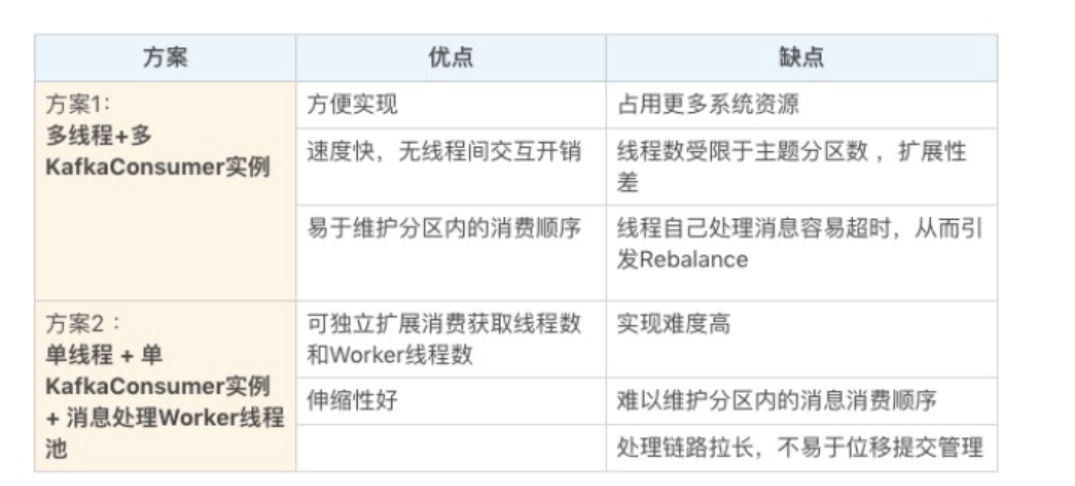 方案
优点
缺点
方案1：
多线程+多
KafkaConsumer实例
方便实现
占用更多系统资源
速度快，无线程间交互开销
线程数受限于主题分区数 ，扩展性
差
易于维护分区内的消费顺序
线程自己处理消息容易超时，从而引
发Rebalance
方案2 ：
单线程 + 单
KafkaConsumer实例
+ 消息处理Worker线程
池
可独立扩展消费获取线程数
和Worker线程数
实现难度高
伸缩性好
难以维护分区内的消息消费顺序
处理链路拉长，不易于位移提交管理